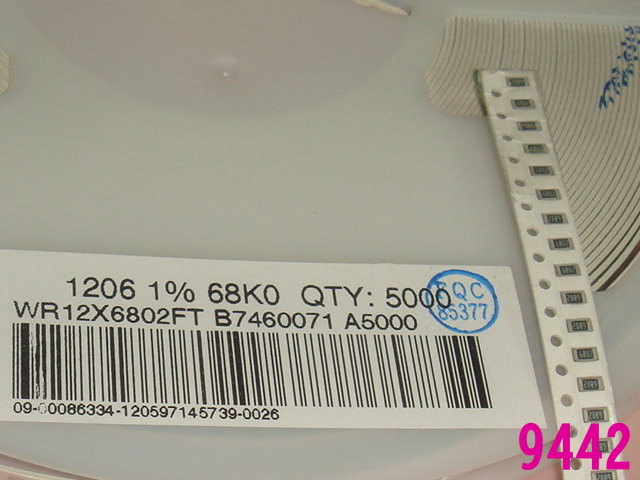 1206 1% 68K0 QTY: 5000
QC
85377
WR12X6802FT B7460071 A5000
09-00086334-120597145739-0026
9442